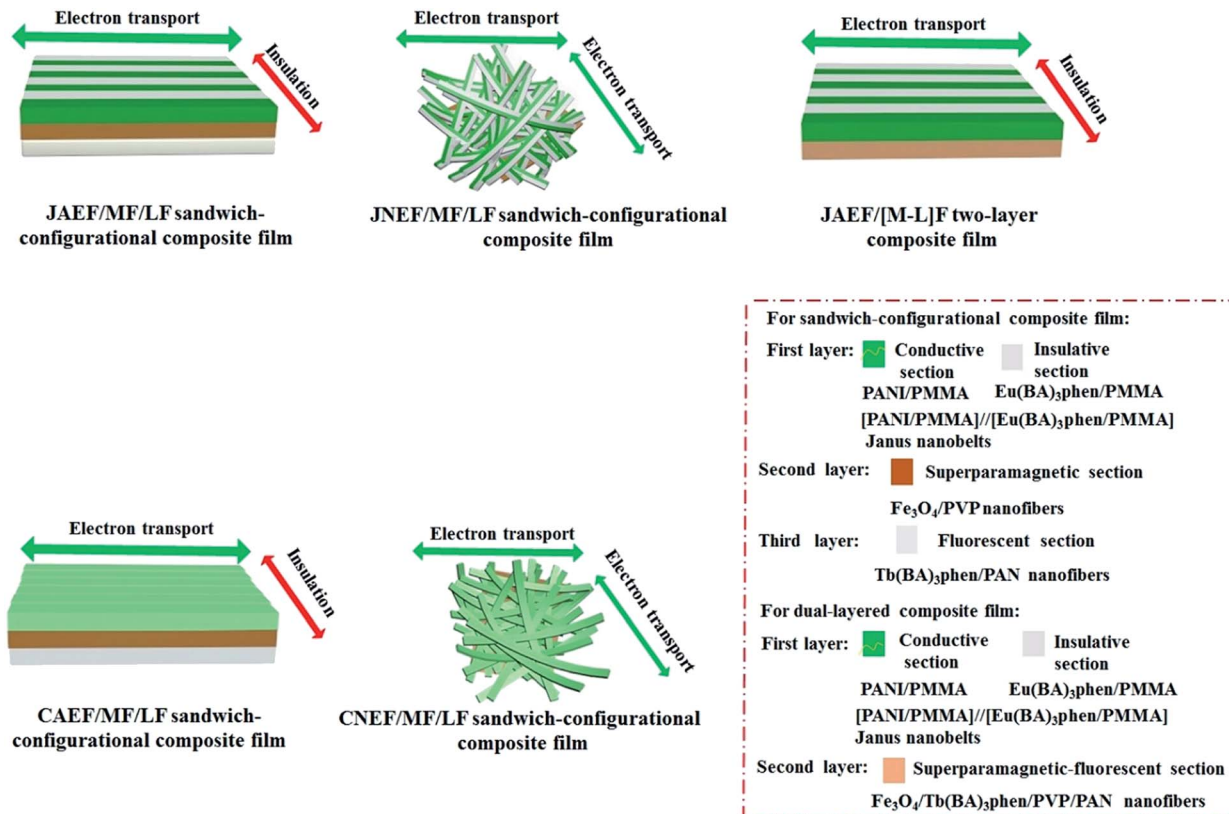 Electron transport
Insulation
JAEF/MF/LF sandwich-
configurational composite film
Electron transport
Electron transport
JNEF/MF/LF sandwich-configurational
composite film
Electron transport
Insulation
JAEF/[M-L]F two-layer
composite film
Electron transport
Insulation
CAEF/MF/LF sandwich-
configurational composite film
Electron transport
Electron transport
CNEF/MF/LF sandwich-configurational
composite film
For sandwich-configurational composite film:
First layer: Conductive section Insulative section
PANI/PMMA Eu(BA)₃phen/PMMA
[PANI/PMMA]//[Eu(BA)₃phen/PMMA]
Janus nanobelts
Second layer: Superparamagnetic section
Fe₃O₄/PVP nanofibers
Third layer: Fluorescent section
Tb(BA)₃phen/PAN nanofibers
For dual-layered composite film:
First layer: Conductive section Insulative section
PANI/PMMA Eu(BA)₃phen/PMMA
[PANI/PMMA]//[Eu(BA)₃phen/PMMA]
Janus nanobelts
Second layer: Superparamagnetic-fluorescent section
Fe₃O₄/Tb(BA)₃phen/PVP/PAN nanofibers